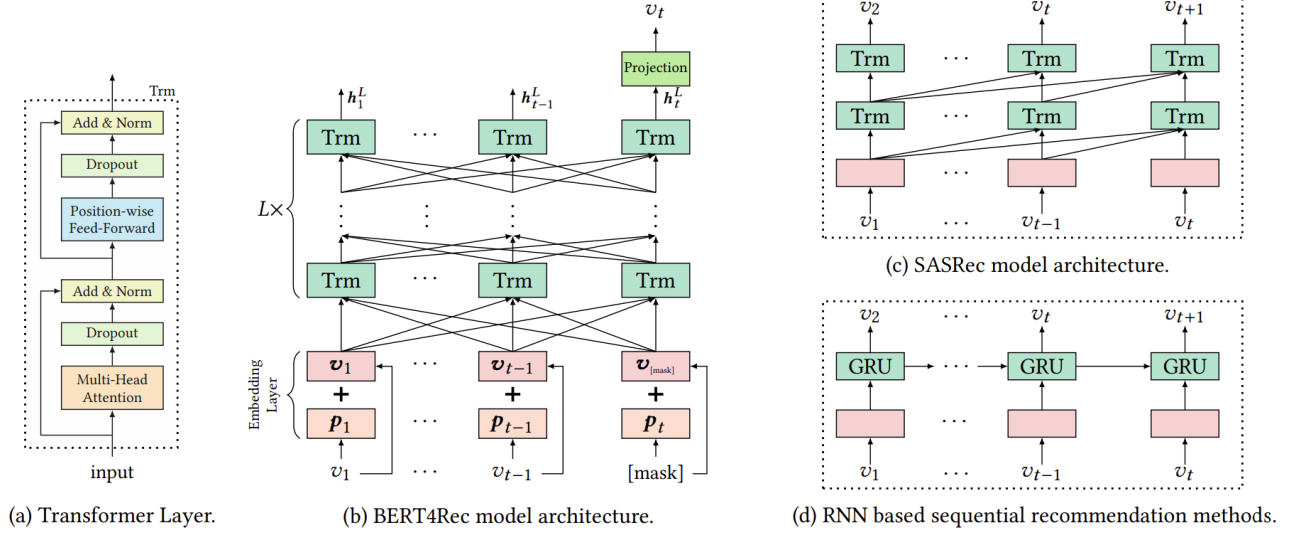 Trm
Add & Norm
Dropout
Position-wise
Feed-Forward
Add & Norm
Dropout
Multi-Head
Attention
input
(a) Transformer Layer.
v_t
Projection
h_1^L
h_{t-1}^L
h_t^L
Trm ... Trm Trm
L×
Trm ... Trm Trm
Embedding
Layer
v_1 ... v_{t-1} v_[mask]
+ + +
p_1 ... p_{t-1} p_t
v_1 ... v_{t-1} [mask]
(b) BERT4Rec model architecture.
v_2 v_t v_{t+1}
Trm ... Trm Trm
Trm ... Trm Trm
v_1 ... v_{t-1} v_t
(c) SASRec model architecture.
v_2 ... v_t v_{t+1}
GRU ... GRU GRU
...
v_1 ... v_{t-1} v_t
(d) RNN based sequential recommendation methods.